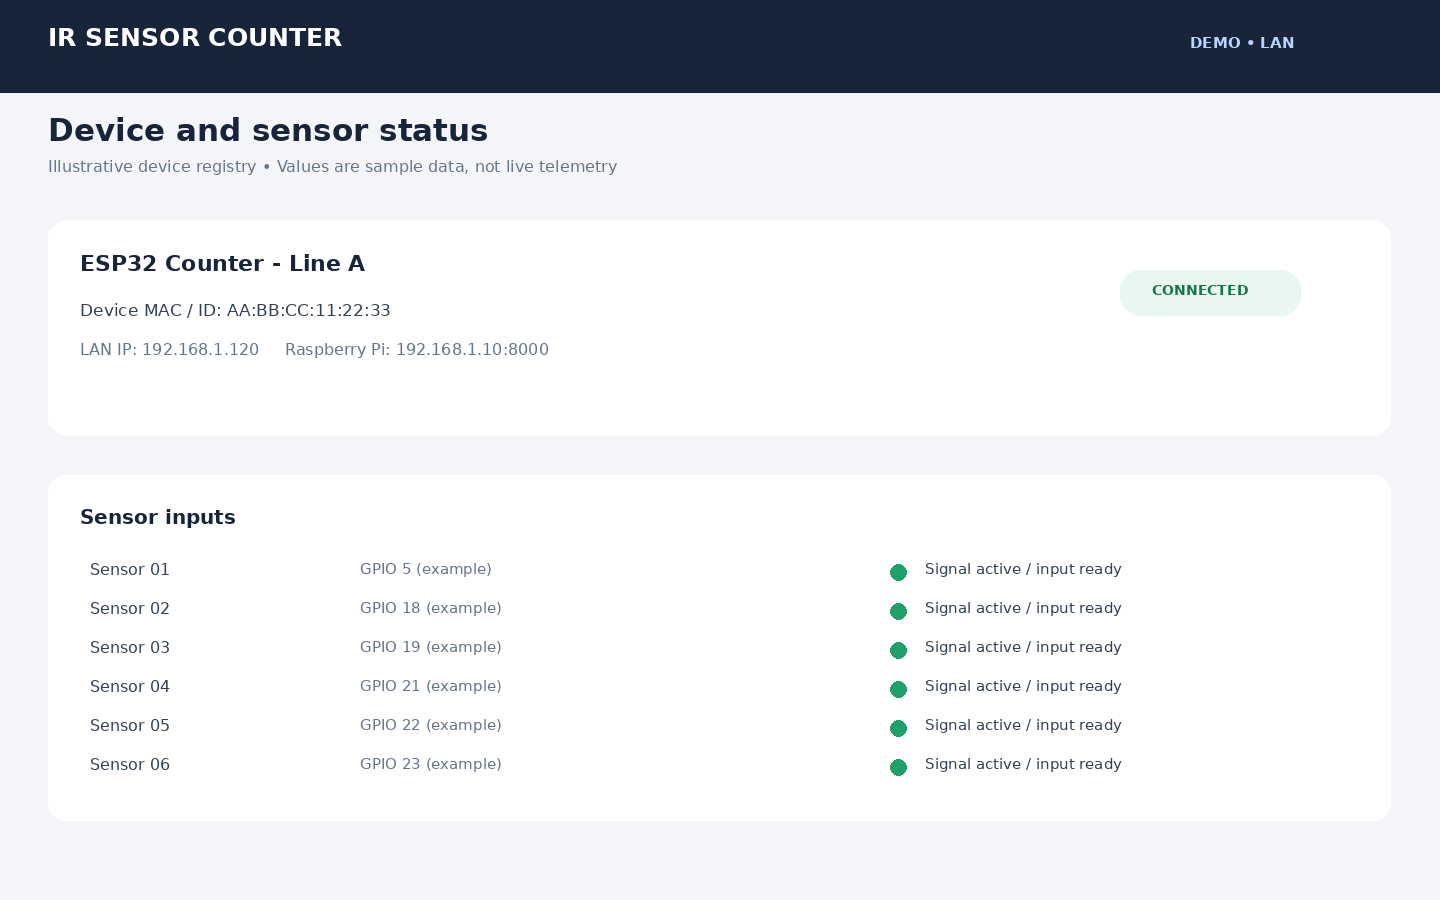 IR SENSOR COUNTER
DEMO • LAN
Device and sensor status
Illustrative device registry • Values are sample data, not live telemetry
ESP32 Counter - Line A
CONNECTED
Device MAC / ID: AA:BB:CC:11:22:33
LAN IP: 192.168.1.120 Raspberry Pi: 192.168.1.10:8000
Sensor inputs
Sensor 01 GPIO 5 (example) Signal active / input ready
Sensor 02 GPIO 18 (example) Signal active / input ready
Sensor 03 GPIO 19 (example) Signal active / input ready
Sensor 04 GPIO 21 (example) Signal active / input ready
Sensor 05 GPIO 22 (example) Signal active / input ready
Sensor 06 GPIO 23 (example) Signal active / input ready